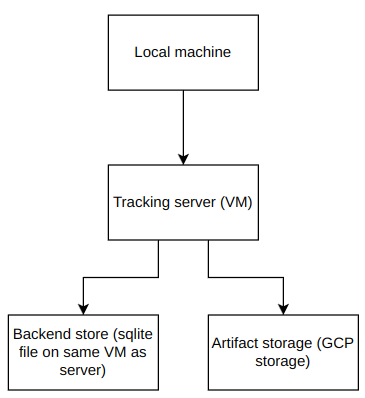 Local machine
Tracking server (VM)
Backend store (sqlite
file on same VM as
server)
Artifact storage (GCP
storage)